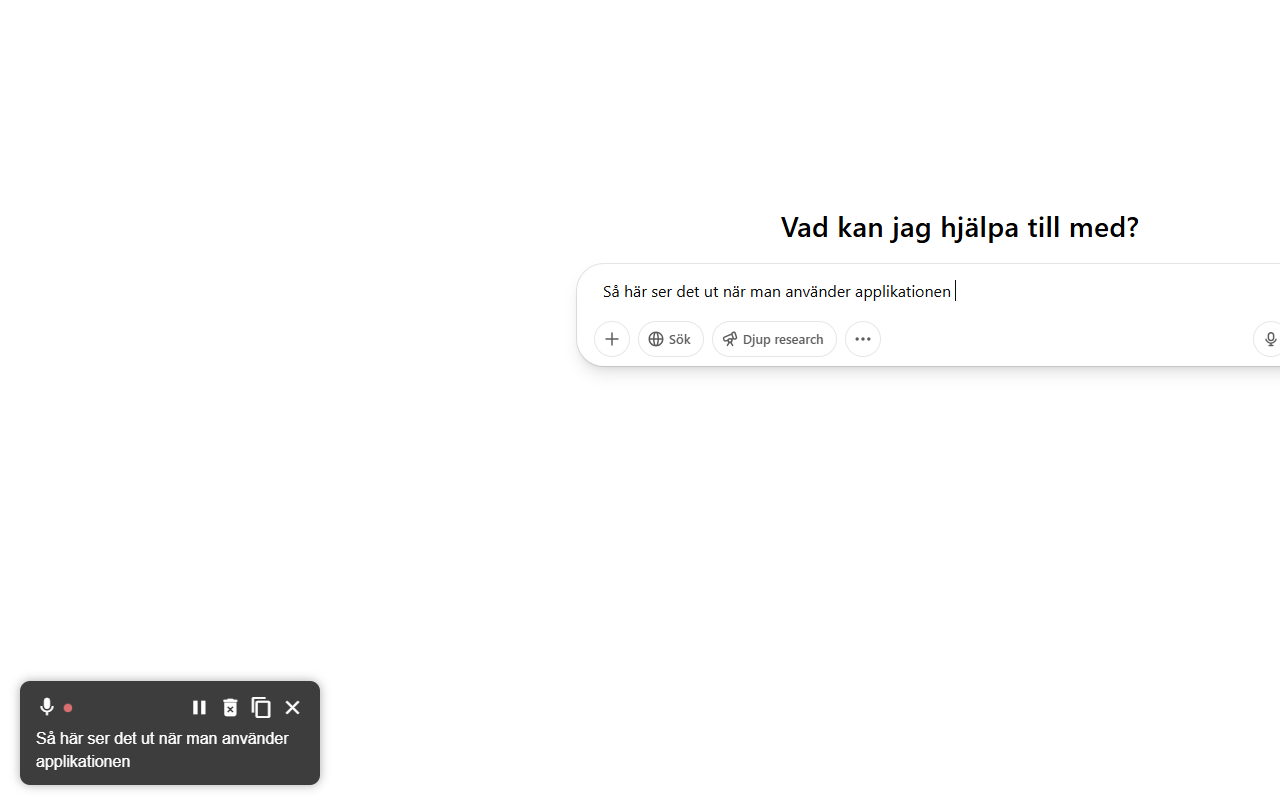 Vad kan jag hjälpa till med?
Så här ser det ut när man använder applikationen
Sök
Djup research
Så här ser det ut när man använder
applikationen